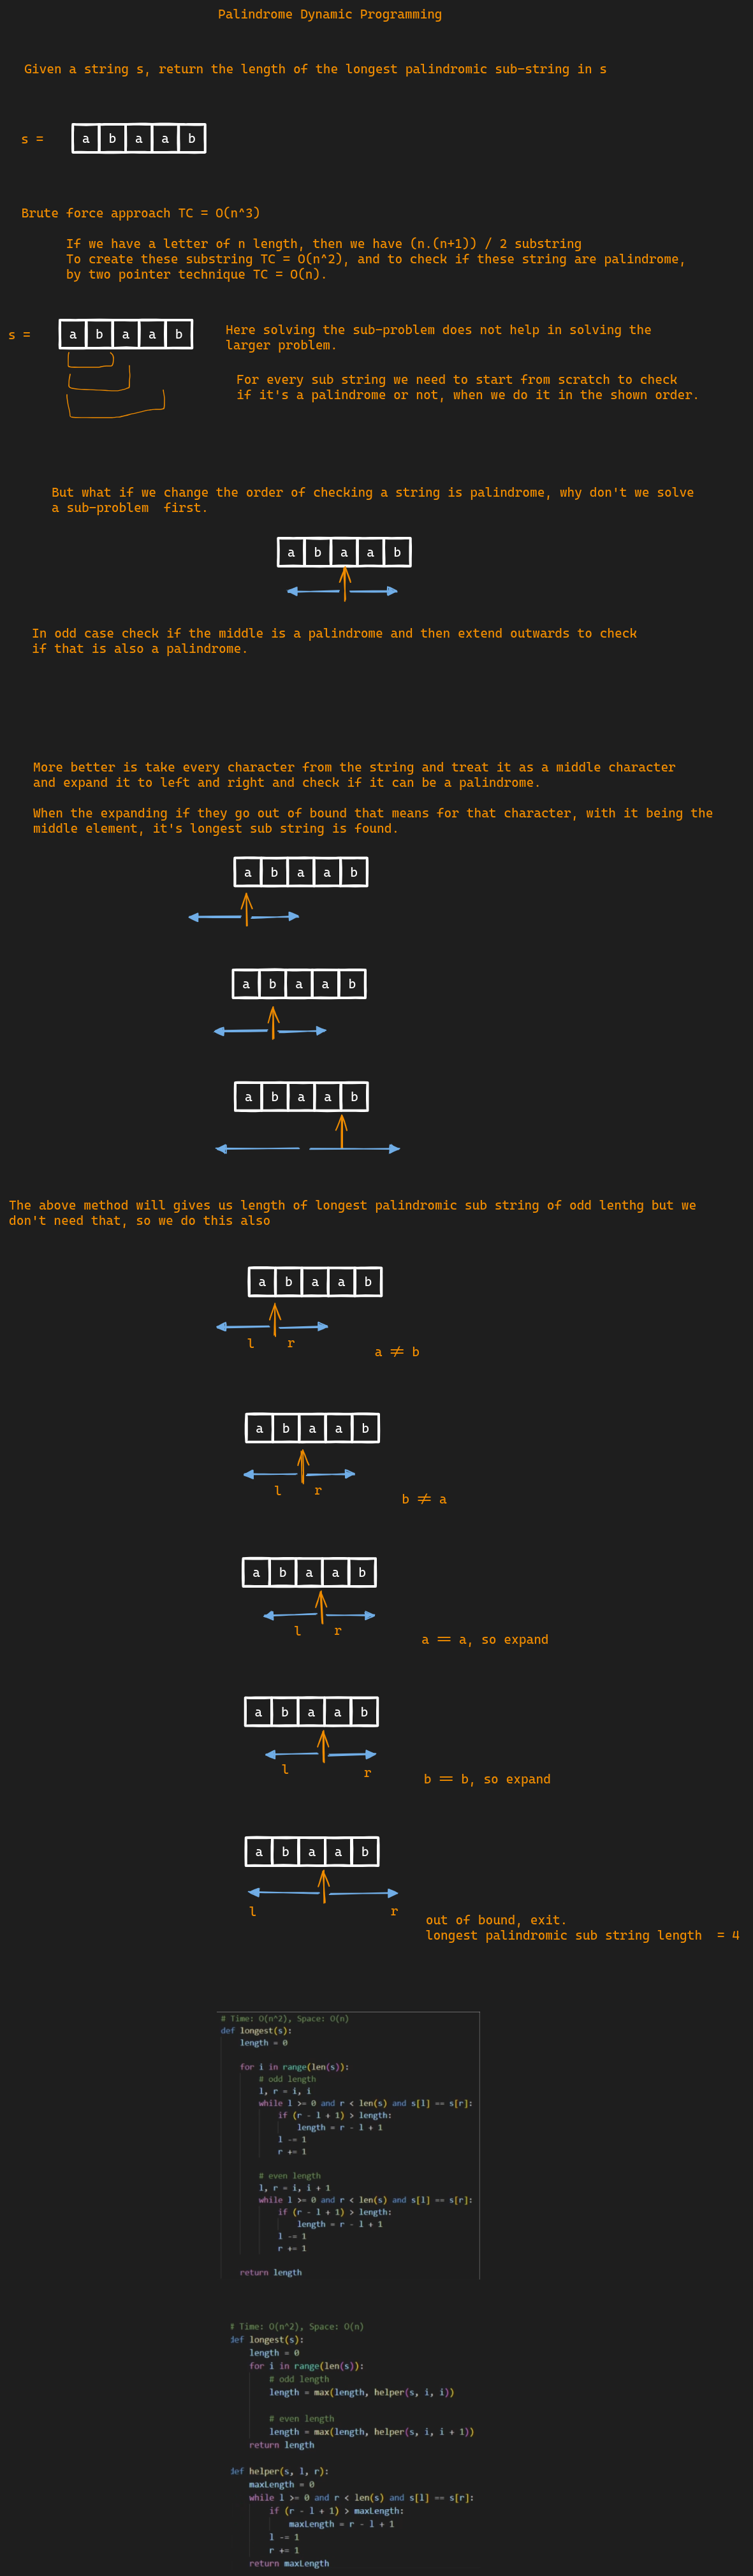 Palindrome Dynamic Programming
Given a string s, return the length of the longest palindromic sub-string in s
s = a b a a b
Brute force approach TC = O(n^3)
If we have a letter of n length, then we have (n.(n+1)) / 2 substring
To create these substring TC = O(n^2), and to check if these string are palindrome,
by two pointer technique TC = O(n).
s = a b a a b
Here solving the sub-problem does not help in solving the
larger problem.
For every sub string we need to start from scratch to check
if it's a palindrome or not, when we do it in the shown order.
But what if we change the order of checking a string is palindrome, why don't we solve
a sub-problem  first.
a b a a b
In odd case check if the middle is a palindrome and then extend outwards to check
if that is also a palindrome.
More better is take every character from the string and treat it as a middle character
and expand it to left and right and check if it can be a palindrome.
When the expanding if they go out of bound that means for that character, with it being the
middle element, it's longest sub string is found.
a b a a b
a b a a b
a b a a b
The above method will gives us length of longest palindromic sub string of odd lenthg but we
don't need that, so we do this also
a b a a b
l r
a != b
a b a a b
l r
b != a
a b a a b
l r
a == a, so expand
a b a a b
l r
b == b, so expand
a b a a b
l r
out of bound, exit.
longest palindromic sub string length  = 4
# Time: O(n^2), Space: O(n)
def longest(s):
length = 0
for i in range(len(s)):
# odd length
l, r = i, i
while l >= 0 and r < len(s) and s[l] == s[r]:
if (r - l + 1) > length:
length = r - l + 1
l -= 1
r += 1
# even length
l, r = i, i + 1
while l >= 0 and r < len(s) and s[l] == s[r]:
if (r - l + 1) > length:
length = r - l + 1
l -= 1
r += 1
return length
# Time: O(n^2), Space: O(n)
def longest(s):
length = 0
for i in range(len(s)):
# odd length
length = max(length, helper(s, i, i))
# even length
length = max(length, helper(s, i, i + 1))
return length
def helper(s, l, r):
maxLength = 0
while l >= 0 and r < len(s) and s[l] == s[r]:
if (r - l + 1) > maxLength:
maxLength = r - l + 1
l -= 1
r += 1
return maxLength